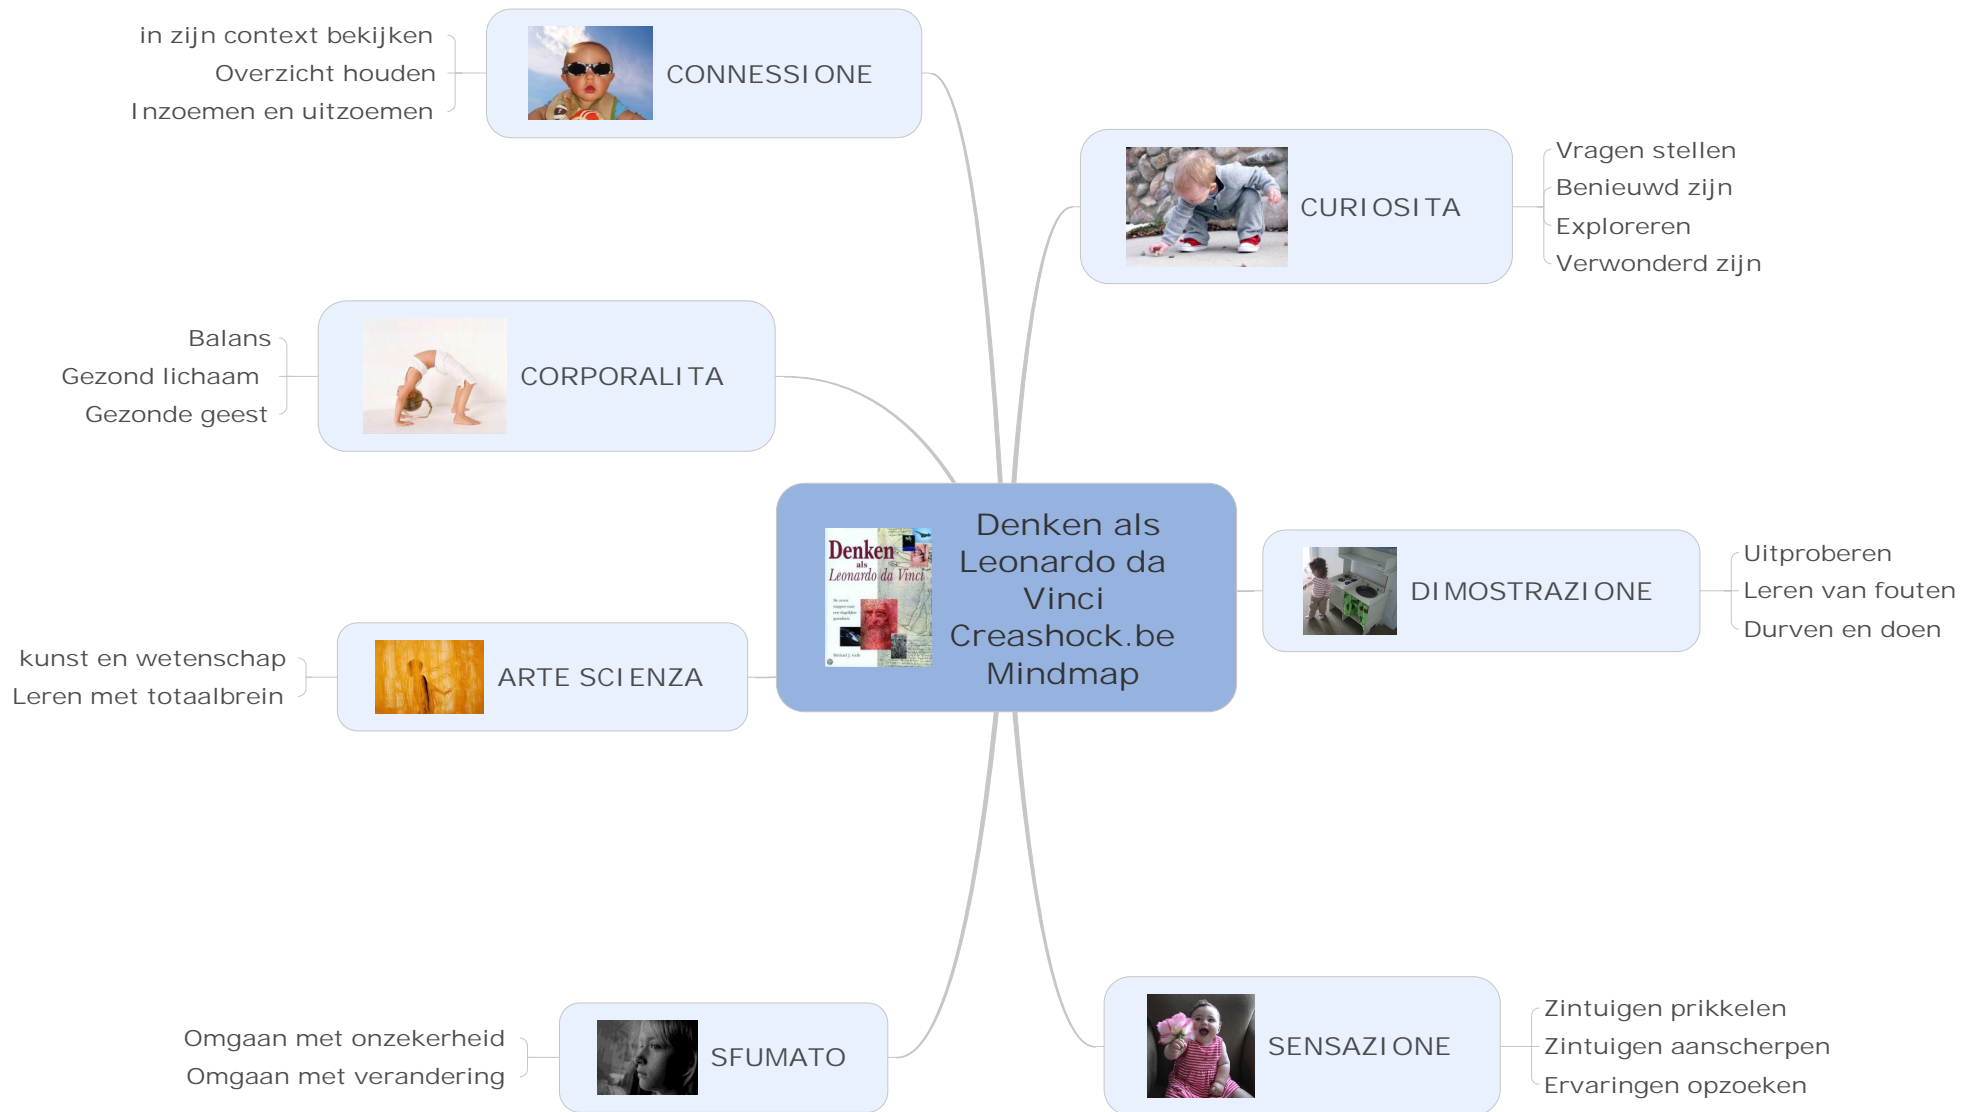 in zijn context bekijken
Overzicht houden
Inzoemen en uitzoemen
CONNESSIONE
CURIOSITA
Vragen stellen
Benieuwd zijn
Exploreren
Verwonderd zijn
Balans
Gezond lichaam
Gezonde geest
CORPORALITA
Denken
als
Leonardo da Vinci
Denken als
Leonardo da
Vinci
Creashock.be
Mindmap
DIMOSTRAZIONE
Uitproberen
Leren van fouten
Durven en doen
kunst en wetenschap
Leren met totaalbrein
ARTE SCIENZA
Omgaan met onzekerheid
Omgaan met verandering
SFUMATO
SENSAZIONE
Zintuigen prikkelen
Zintuigen aanscherpen
Ervaringen opzoeken